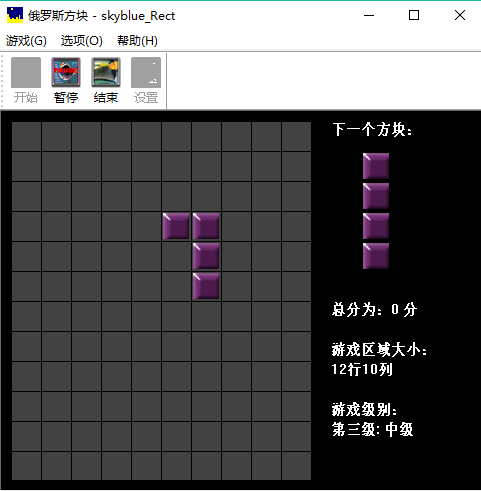 俄罗斯方块 - skyblue_Rect
游戏(G) 选项(O) 帮助(H)
开始 暂停 结束 设置
下一个方块:
总分为: 0 分
游戏区域大小:
12行10列
游戏级别:
第三级: 中级